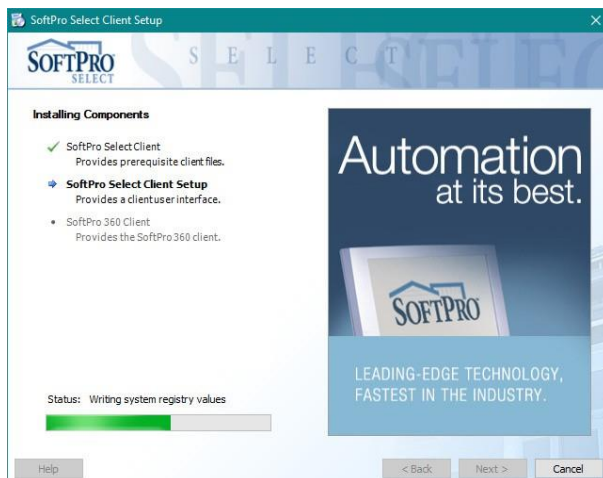 SoftPro Select Client Setup
SOFTPRO
SELECT
SELECT
Installing Components
SoftPro Select Client
Provides prerequisite client files.
SoftPro Select Client Setup
Provides a client user interface.
SoftPro 360 Client
Provides the SoftPro 360 client.
Automation
at its best.
SOFTPRO
LEADING-EDGE TECHNOLOGY,
FASTEST IN THE INDUSTRY.
Status: Writing system registry values
Help
< Back
Next >
Cancel